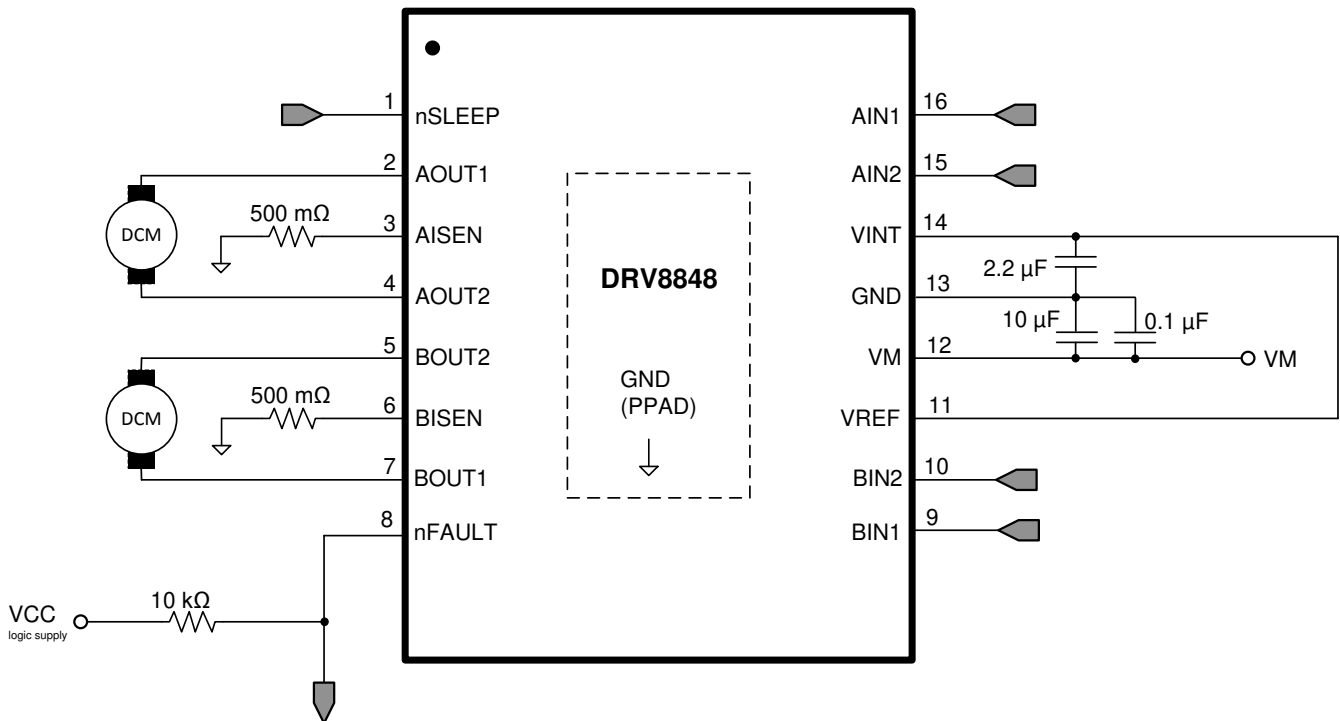 1
nSLEEP
2
AOUT1
DCM
500 mΩ
3
AISEN
4
AOUT2
5
BOUT2
DCM
500 mΩ
6
BISEN
7
BOUT1
8
nFAULT
VCC
logic supply
10 kΩ
DRV8848
GND
(PPAD)
AIN1
16
AIN2
15
VINT
14
2.2 µF
GND
13
10 µF
0.1 µF
VM
12
VM
VREF
11
BIN2
10
BIN1
9